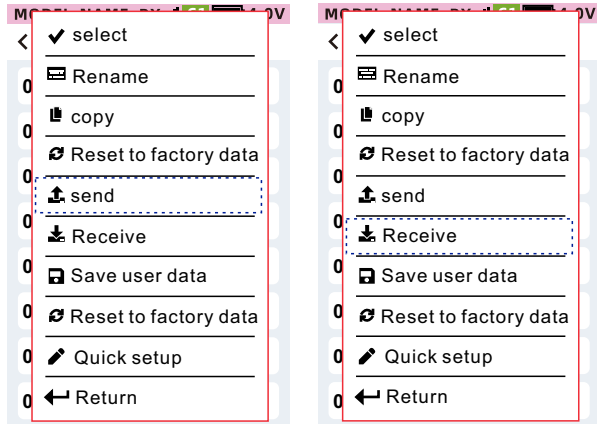 select
Rename
copy
Reset to factory data
send
Receive
Save user data
Reset to factory data
Quick setup
Return
select
Rename
copy
Reset to factory data
send
Receive
Save user data
Reset to factory data
Quick setup
Return